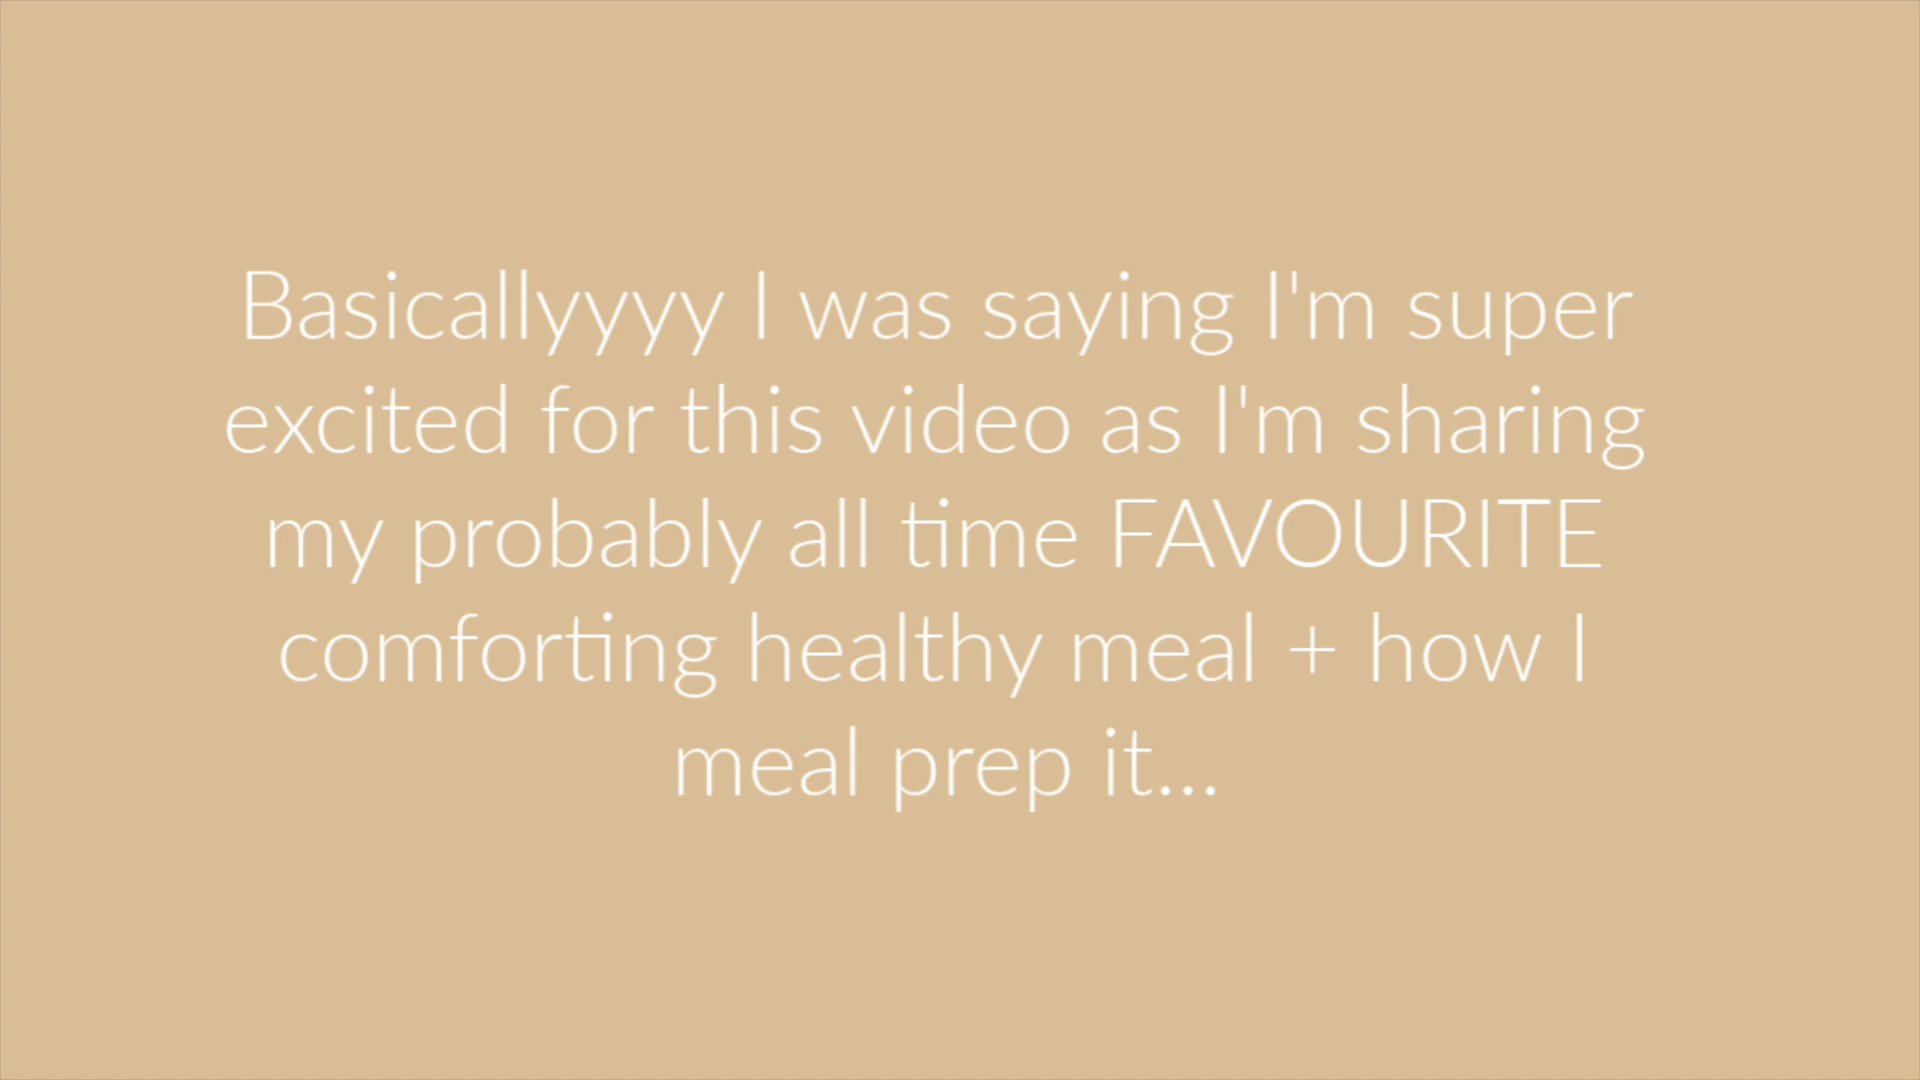 Basicallyyyy I was saying I'm super
excited for this video as I'm sharing
my probably all time FAVOURITE
comforting healthy meal + how I
meal prep it...